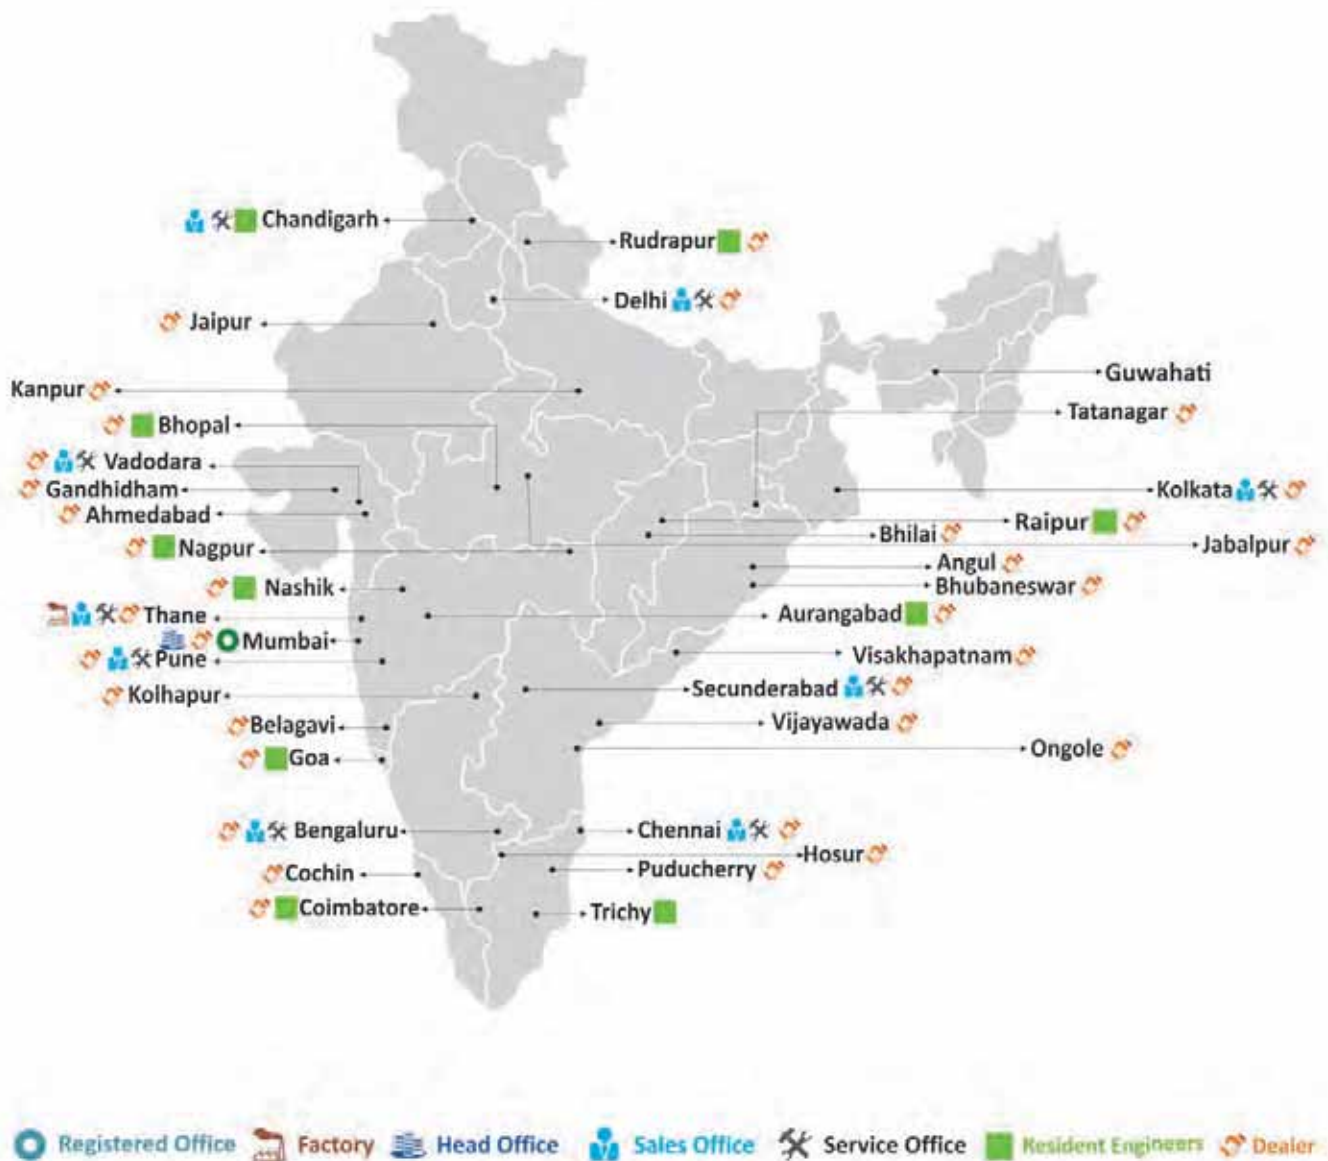 Chandigarh
Rudrapur
Delhi
Jaipur
Guwahati
Kanpur
Tatanagar
Bhopal
Vadodara
Gandhidham
Kolkata
Ahmedabad
Raipur
Bhilai
Nagpur
Jabalpur
Angul
Nashik
Bhubaneswar
Thane
Aurangabad
Mumbai
Pune
Visakhapatnam
Kolhapur
Secunderabad
Belagavi
Vijayawada
Goa
Ongole
Bengaluru
Chennai
Hosur
Cochin
Puducherry
Coimbatore
Trichy
Registered Office Factory Head Office Sales Office Service Office Resident Engineers Dealer